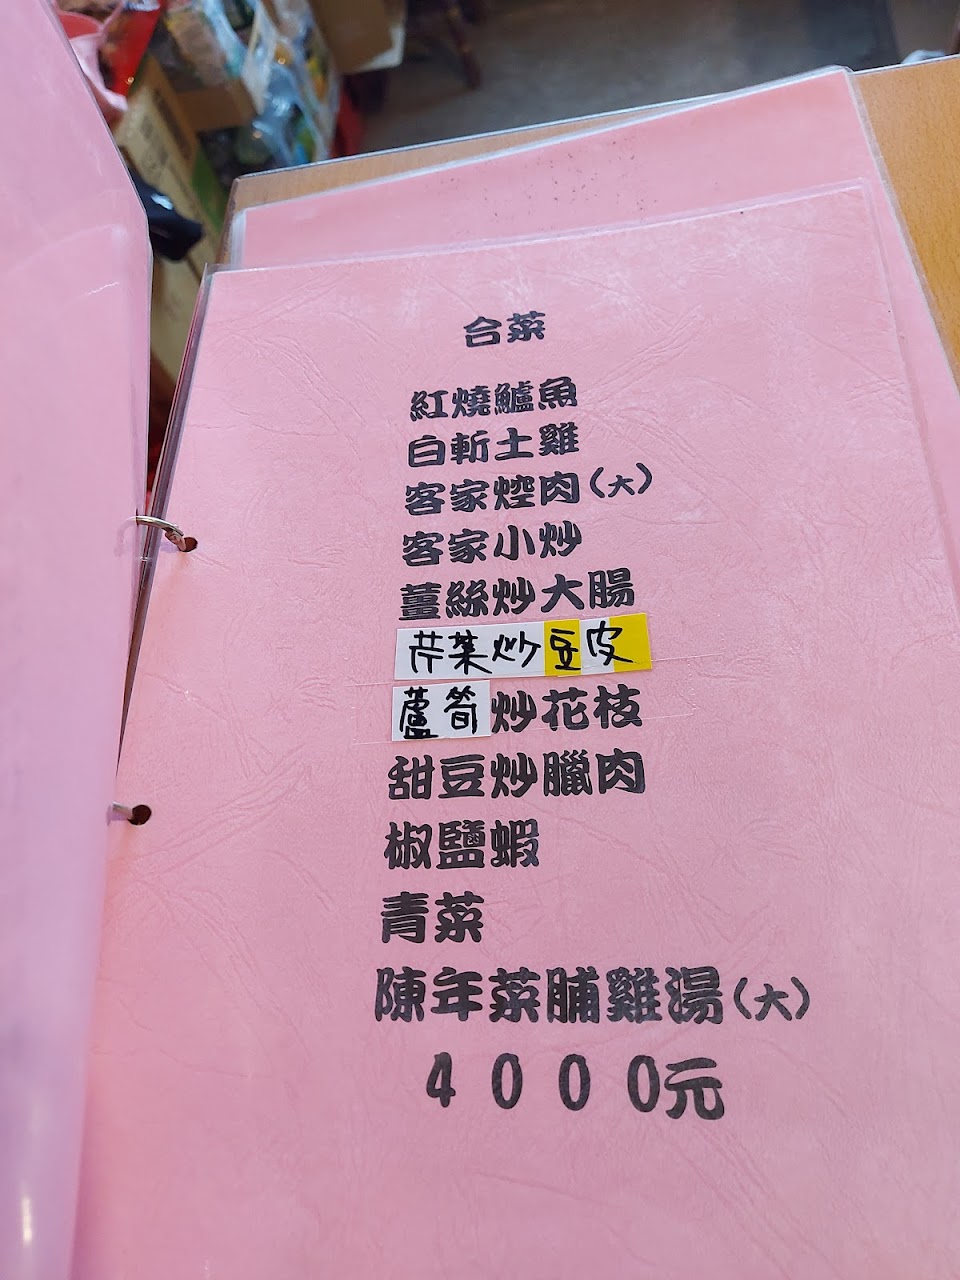 合菜
紅燒鱸魚
白斬土雞
客家焢肉(大)
客家小炒
薑絲炒大腸
芹菜炒豆皮
蘆筍炒花枝
甜豆炒臘肉
椒鹽蝦
青菜
陳年菜脯雞湯(大)
4000元